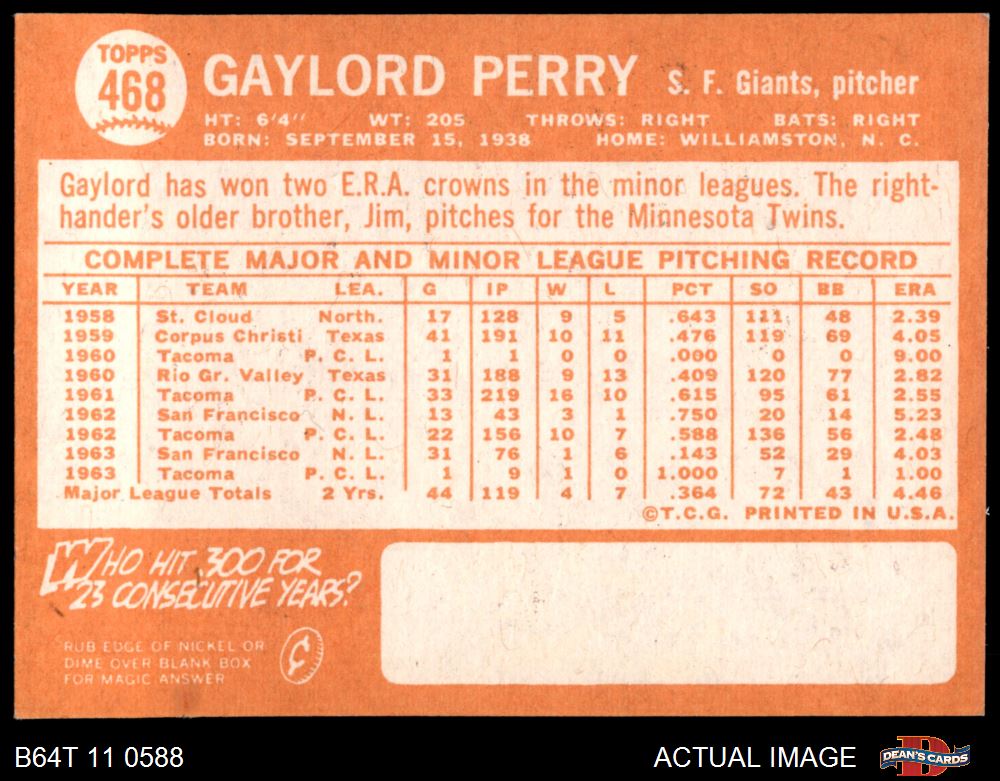 TOPPS
468
GAYLORD PERRY S. F. Giants, pitcher
HT: 6'4'' WT: 205 THROWS: RIGHT BATS: RIGHT
BORN: SEPTEMBER 15, 1938 HOME: WILLIAMSTON, N. C.
Gaylord has won two E.R.A. crowns in the minor leagues. The right-
hander's older brother, Jim, pitches for the Minnesota Twins.
COMPLETE MAJOR AND MINOR LEAGUE PITCHING RECORD
YEAR TEAM LEA. G IP W L PCT SO BB ERA
1958 St. Cloud North. 17 128 9 5 .643 111 48 2.39
1959 Corpus Christi Texas 41 191 10 11 .476 119 69 4.05
1960 Tacoma P. C. L. 1 1 0 0 .000 0 0 9.00
1960 Rio Gr. Valley Texas 31 188 9 13 .409 120 77 2.82
1961 Tacoma P. C. L. 33 219 16 10 .615 95 61 2.55
1962 San Francisco N. L. 13 43 3 1 .750 20 14 5.23
1962 Tacoma P. C. L. 22 156 10 7 .588 136 56 2.48
1963 San Francisco N. L. 31 76 1 6 .143 52 29 4.03
1963 Tacoma P.C.L. 1 9 1 0 1.000 7 1 1.00
Major League Totals 2 Yrs. 44 119 4 7 .364 72 43 4.46
©T.C.G. PRINTED IN U.S.A.
WHO HIT 300 FOR
23 CONSECUTIVE YEARS?
RUB EDGE OF NICKEL OR
DIME OVER BLANK BOX
FOR MAGIC ANSWER
¢
B64T 11 0588 ACTUAL IMAGE DEAN'S CARDS